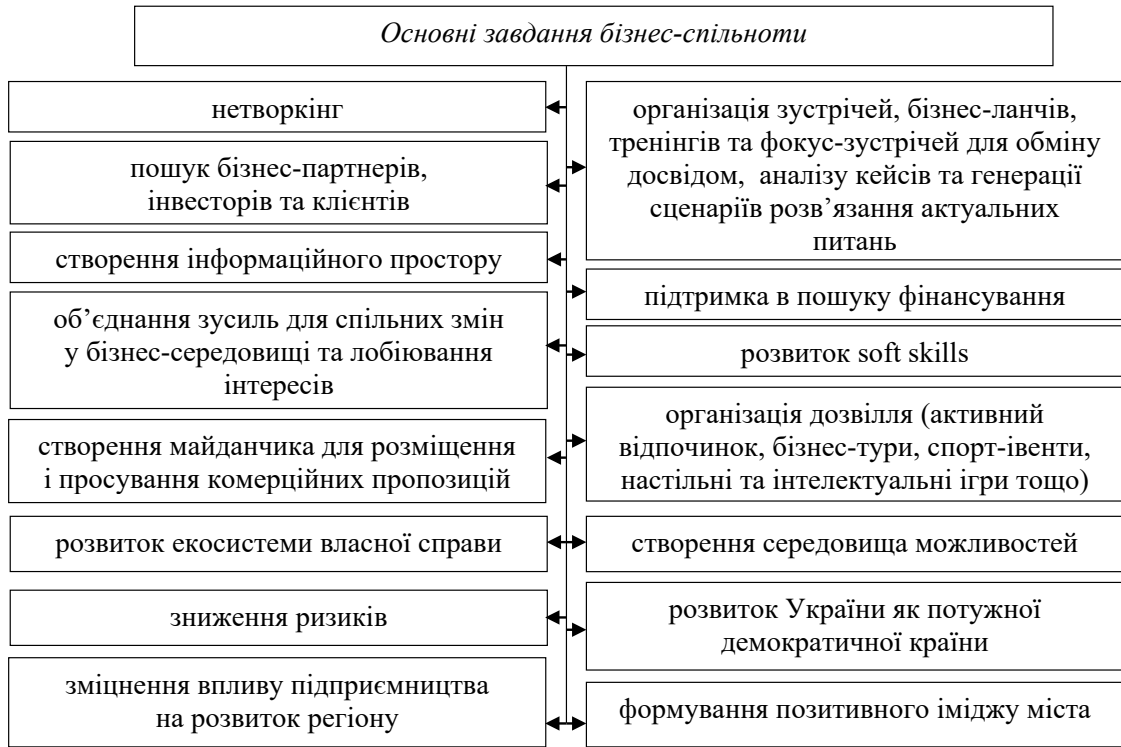 Основні завдання бізнес-спільноти
нетворкінг
пошук бізнес-партнерів,
інвесторів та клієнтів
створення інформаційного простору
об’єднання зусиль для спільних змін
у бізнес-середовищі та лобіювання
інтересів
створення майданчика для розміщення
і просування комерційних пропозицій
розвиток екосистеми власної справи
зниження ризиків
зміцнення впливу підприємництва
на розвиток регіону
організація зустрічей, бізнес-ланчів,
тренінгів та фокус-зустрічей для обміну
досвідом, аналізу кейсів та генерації
сценаріїв розв’язання актуальних
питань
підтримка в пошуку фінансування
розвиток soft skills
організація дозвілля (активний
відпочинок, бізнес-тури, спорт-івенти,
настільні та інтелектуальні ігри тощо)
створення середовища можливостей
розвиток України як потужної
демократичної країни
формування позитивного іміджу міста